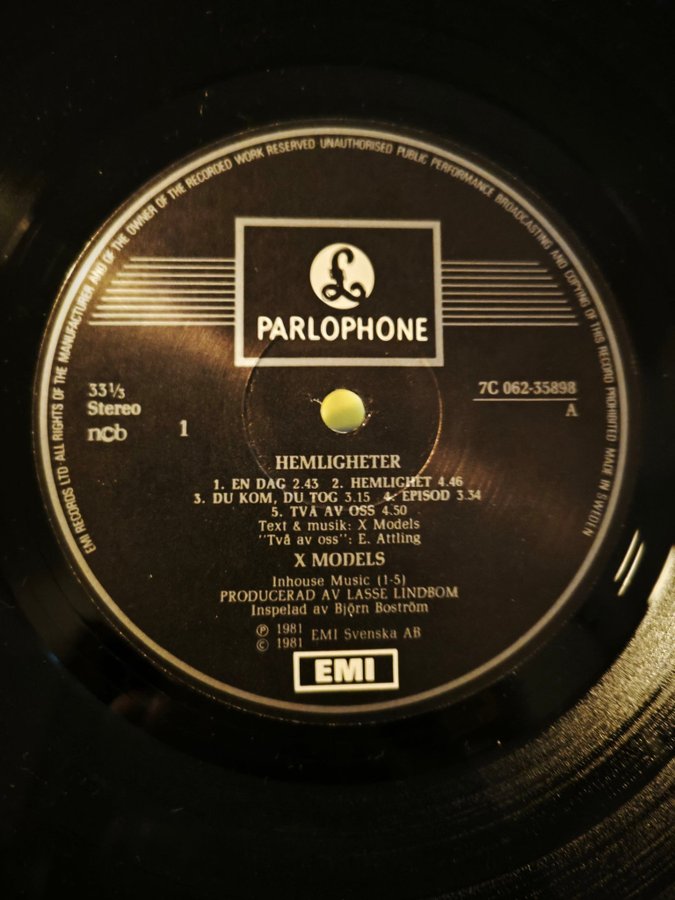 EMI RECORDS LTD ALL RIGHTS OF THE MANUFACTURER AND OF THE OWNER OF THE RECORDED WORK RESERVED UNAUTHORISED PUBLIC PERFORMANCE BROADCASTING AND COPYING OF THIS RECORD PROHIBITED MADE IN SWEDEN
£
PARLOPHONE
33⅓
Stereo
ncb
1
7C 062-35898
A
HEMLIGHETER
1. EN DAG 2.43 2. HEMLIGHET 4.46
3. DU KOM, DU TOG 3.15 4. EPISOD 3.34
5. TVÅ AV OSS 4.50
Text & musik: X Models
"Två av oss": E. Attling
X MODELS
Inhouse Music (1-5)
PRODUCERAD AV LASSE LINDBOM
Inspelad av Björn Boström
℗ 1981 EMI Svenska AB
© 1981
EMI